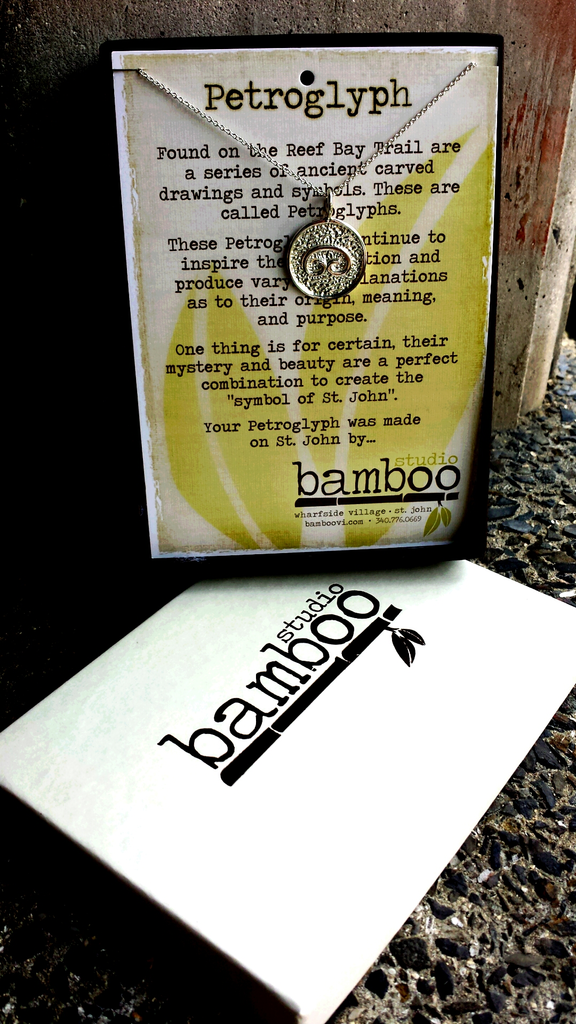 Petroglyph
Found on the Reef Bay Trail are
a series of ancient carved
drawings and symbols. These are
called Petroglyphs.
These Petrogl ntinue to
inspire the tion and
produce vary lanations
as to their origin, meaning,
and purpose.
One thing is for certain, their
mystery and beauty are a perfect
combination to create the
"symbol of St. John".
Your Petroglyph was made
on St. John by...
studio
bamboo
wharfside village · st. john
bamboovi.com · 340.776.0669
studio
bamboo